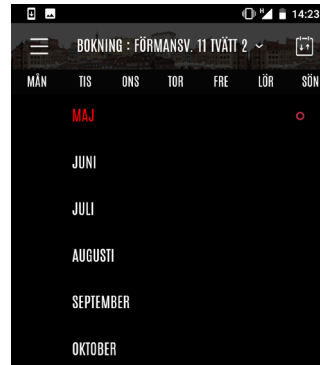 14:23
BOKNING : FÖRMANSV. 11 TVÄTT 2
MÅN TIS ONS TOR FRE LÖR SÖN
MAJ
JUNI
JULI
AUGUSTI
SEPTEMBER
OKTOBER